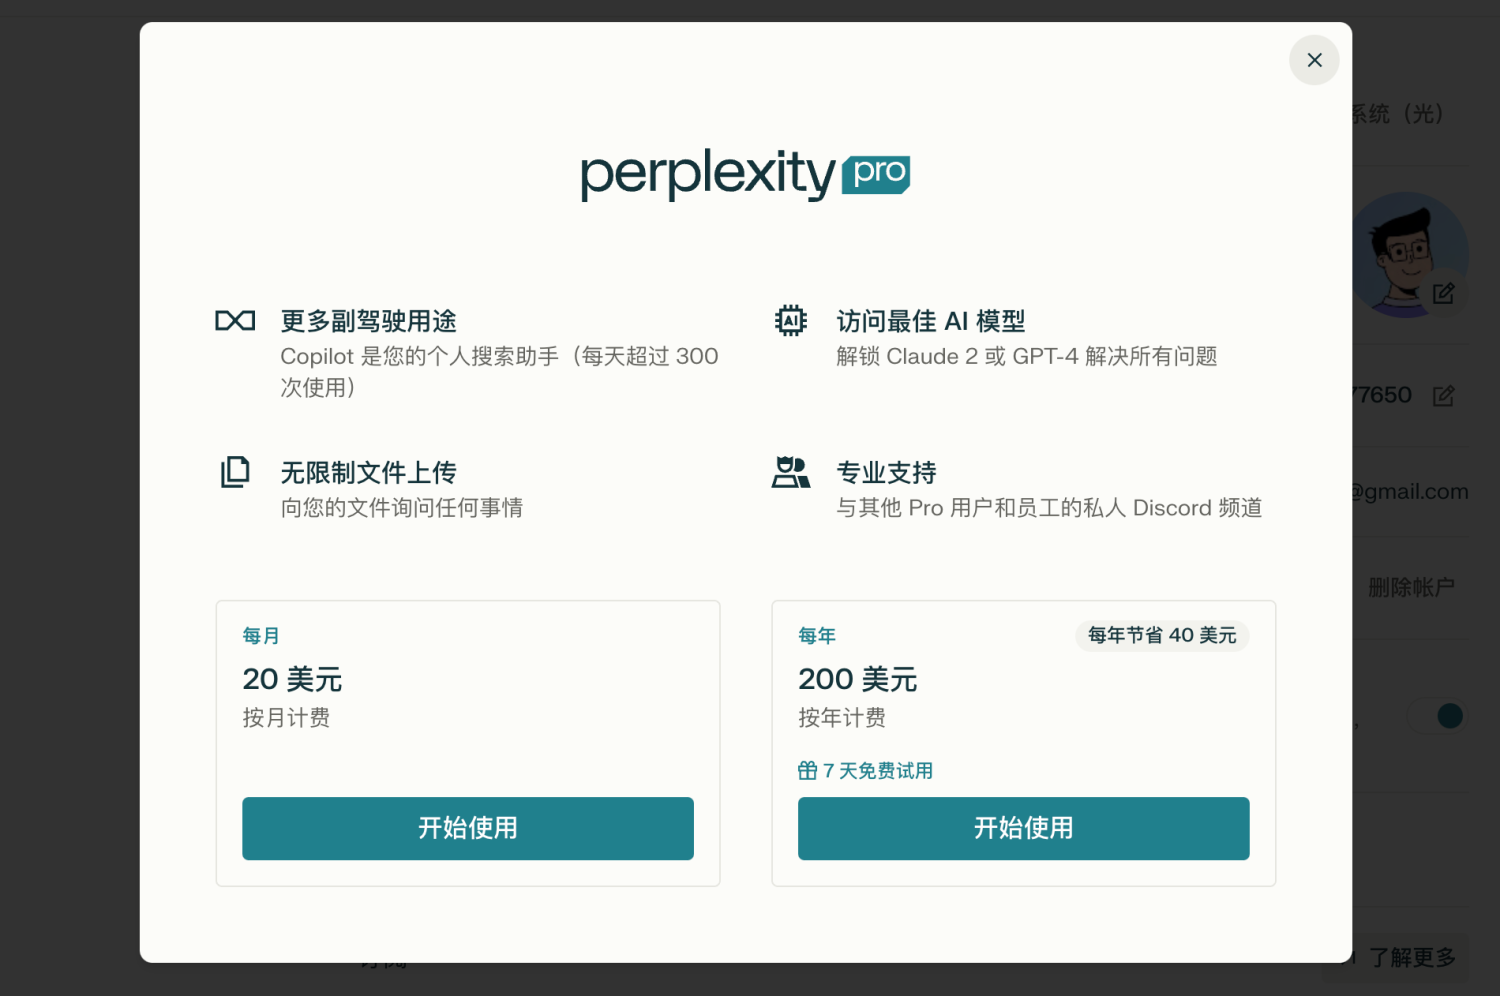 perplexity pro
更多副驾驶用途
Copilot 是您的个人搜索助手（每天超过 300
次使用）
访问最佳 AI 模型
解锁 Claude 2 或 GPT-4 解决所有问题
无限制文件上传
向您的文件询问任何事情
专业支持
与其他 Pro 用户和员工的私人 Discord 频道
每月
20 美元
按月计费
开始使用
每年
每年节省 40 美元
200 美元
按年计费
7 天免费试用
开始使用
系统（光）
77650
@gmail.com
删除帐户
了解更多